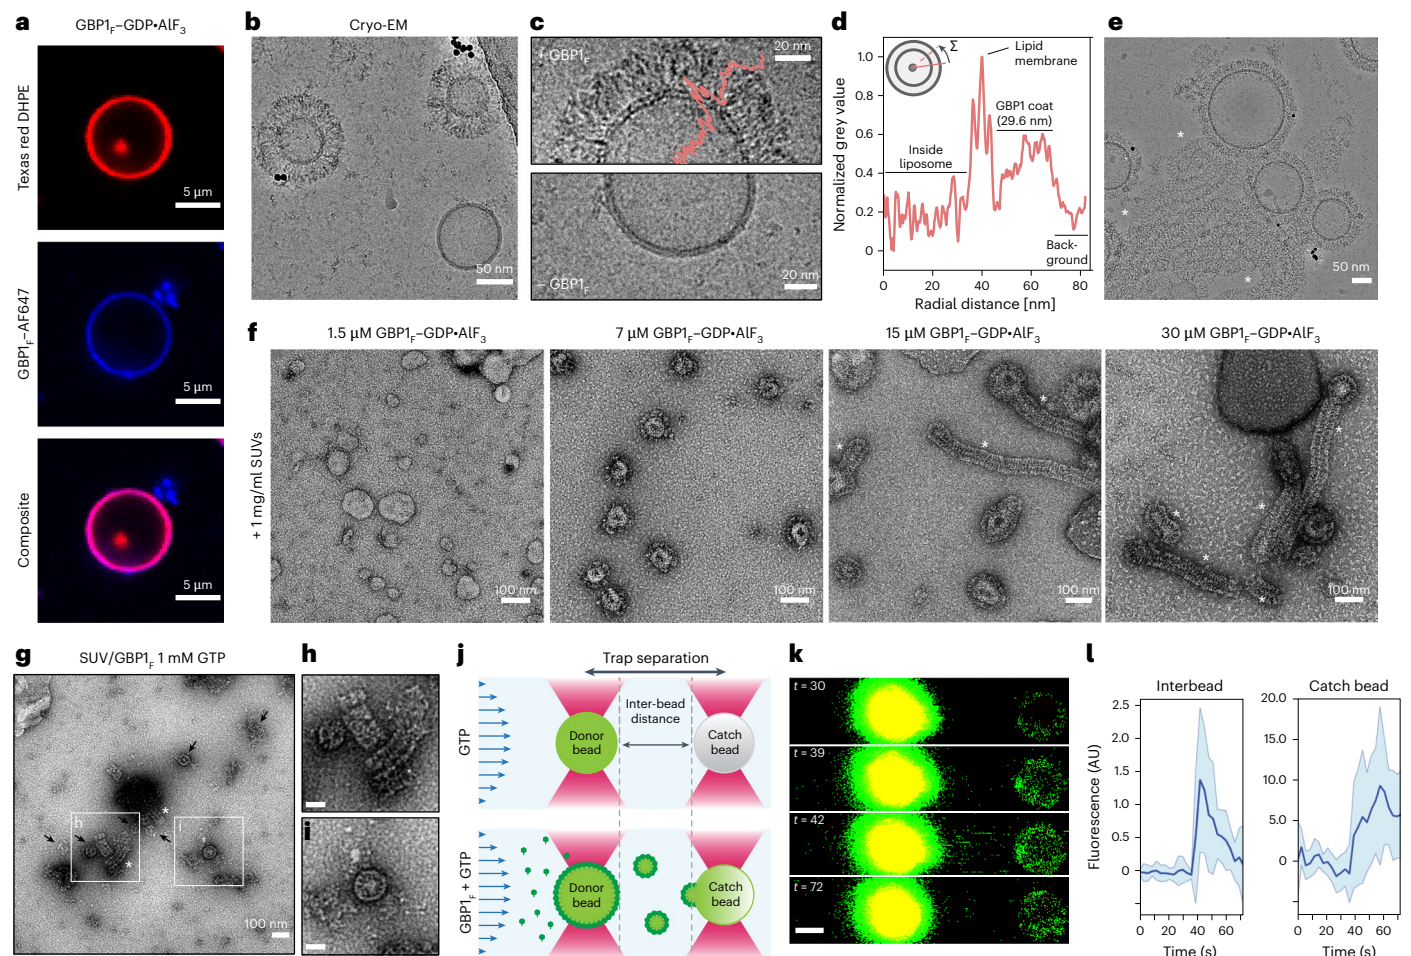 a
GBP1F–GDP•AlF3
Texas red DHPE
5 µm
GBP1F–AF647
5 µm
Composite
5 µm
b
Cryo-EM
50 nm
c
+ GBP1F
20 nm
– GBP1F
20 nm
d
Normalized grey value
1.0
0.8
0.6
0.4
0.2
0
Σ
Lipid
membrane
GBP1 coat
(29.6 nm)
Inside
liposome
Back-
ground
0
20
40
60
80
Radial distance [nm]
e
*
*
*
50 nm
f
+ 1 mg/ml SUVs
1.5 µM GBP1F–GDP•AlF3
100 nm
7 µM GBP1F–GDP•AlF3
100 nm
15 µM GBP1F–GDP•AlF3
*
*
*
100 nm
30 µM GBP1F–GDP•AlF3
*
*
*
*
*
100 nm
g
SUV/GBP1F 1 mM GTP
h
i
*
*
100 nm
h
*
i
j
Trap separation
GTP
Donor
bead
Inter-bead
distance
Catch
bead
GBP1F + GTP
Donor
bead
Catch
bead
k
t = 30
t = 39
t = 42
t = 72
l
Interbead
Fluorescence (AU)
2.5
2.0
1.5
1.0
0.5
0
0 20 40 60
Time (s)
Catch bead
20.0
15.0
10.0
5.0
0
0 20 40 60
Time (s)